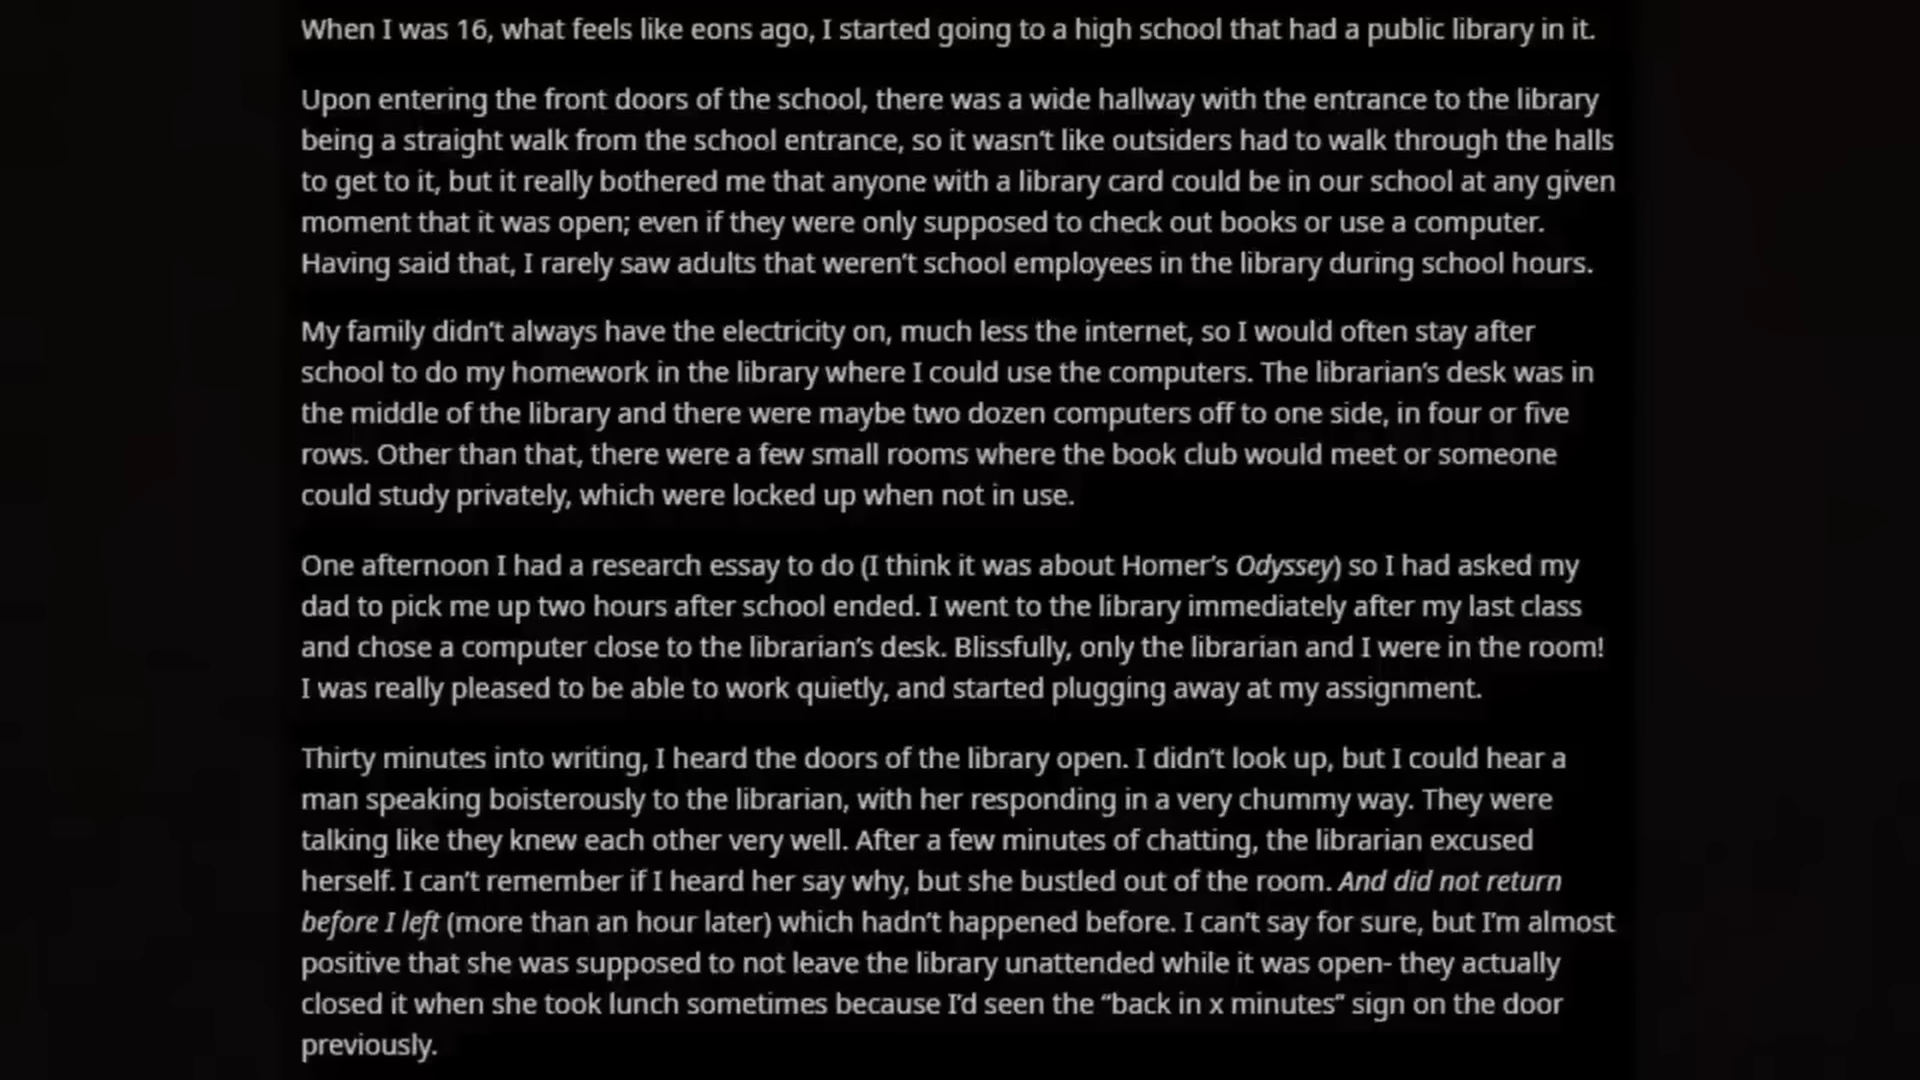 When I was 16, what feels like eons ago, I started going to a high school that had a public library in it.
Upon entering the front doors of the school, there was a wide hallway with the entrance to the library
being a straight walk from the school entrance, so it wasn't like outsiders had to walk through the halls
to get to it, but it really bothered me that anyone with a library card could be in our school at any given
moment that it was open; even if they were only supposed to check out books or use a computer.
Having said that, I rarely saw adults that weren't school employees in the library during school hours.
My family didn't always have the electricity on, much less the internet, so I would often stay after
school to do my homework in the library where I could use the computers. The librarian's desk was in
the middle of the library and there were maybe two dozen computers off to one side, in four or five
rows. Other than that, there were a few small rooms where the book club would meet or someone
could study privately, which were locked up when not in use.
One afternoon I had a research essay to do (I think it was about Homer's Odyssey) so I had asked my
dad to pick me up two hours after school ended. I went to the library immediately after my last class
and chose a computer close to the librarian's desk. Blissfully, only the librarian and I were in the room!
I was really pleased to be able to work quietly, and started plugging away at my assignment.
Thirty minutes into writing, I heard the doors of the library open. I didn't look up, but I could hear a
man speaking boisterously to the librarian, with her responding in a very chummy way. They were
talking like they knew each other very well. After a few minutes of chatting, the librarian excused
herself. I can't remember if I heard her say why, but she bustled out of the room. And did not return
before I left (more than an hour later) which hadn't happened before. I can't say for sure, but I'm almost
positive that she was supposed to not leave the library unattended while it was open- they actually
closed it when she took lunch sometimes because I'd seen the “back in x minutes” sign on the door
previously.